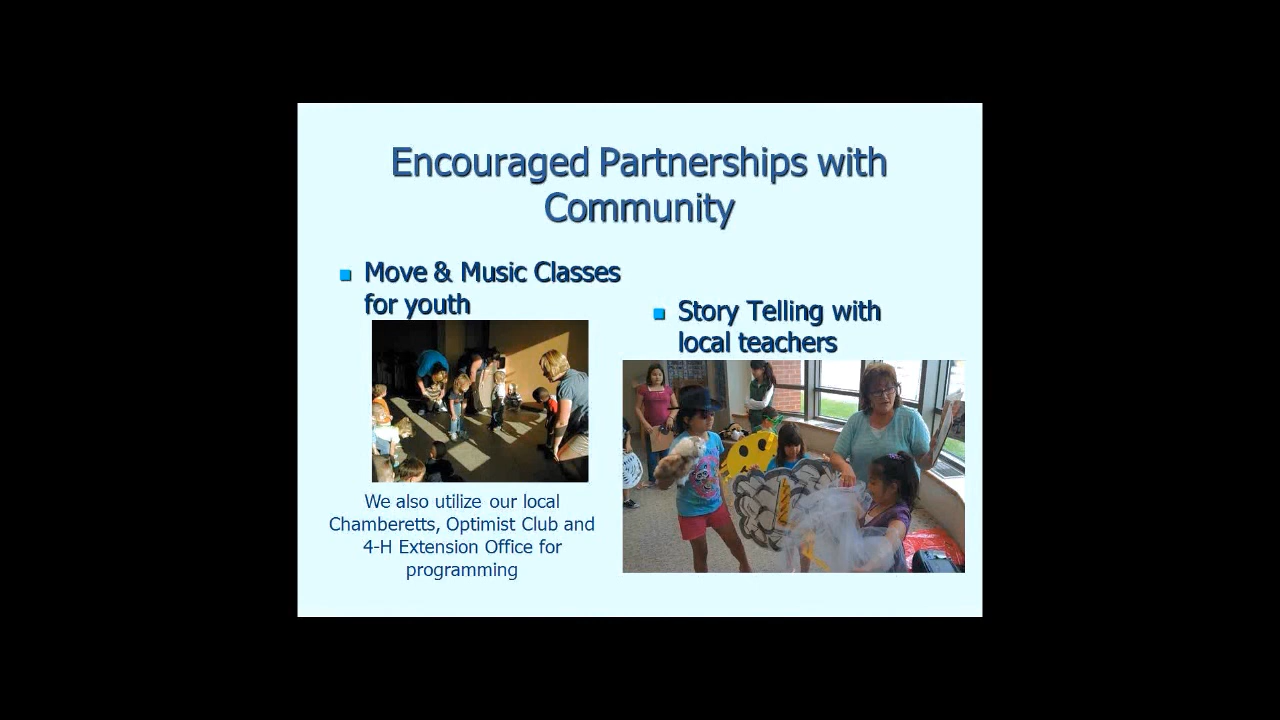 Encouraged Partnerships with
Community
Move & Music Classes
for youth
Story Telling with
local teachers
We also utilize our local
Chamberetts, Optimist Club and
4-H Extension Office for
programming